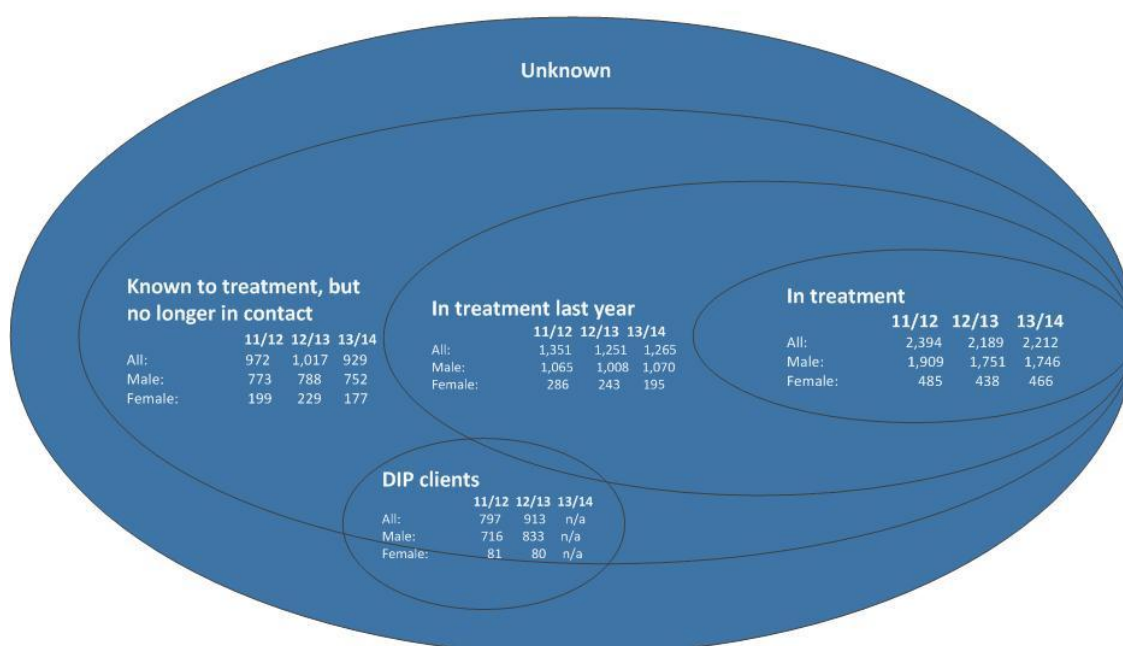 Unknown
Known to treatment, but
no longer in contact
11/12 12/13 13/14
All: 972 1,017 929
Male: 773 788 752
Female: 199 229 177
In treatment last year
11/12 12/13 13/14
All: 1,351 1,251 1,265
Male: 1,065 1,008 1,070
Female: 286 243 195
In treatment
11/12 12/13 13/14
All: 2,394 2,189 2,212
Male: 1,909 1,751 1,746
Female: 485 438 466
DIP clients
11/12 12/13 13/14
All: 797 913 n/a
Male: 716 833 n/a
Female: 81 80 n/a